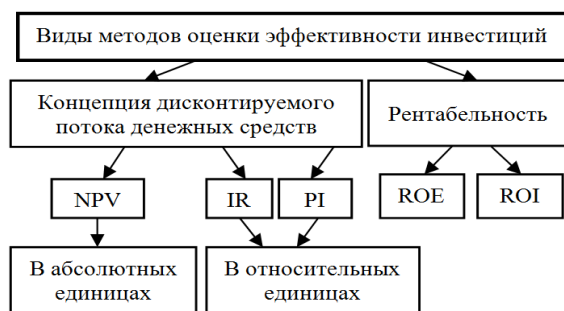 Виды методов оценки эффективности инвестиций
Концепция дисконтируемого
потока денежных средств
Рентабельность
NPV
IR
PI
ROE
ROI
В абсолютных
единицах
В относительных
единицах